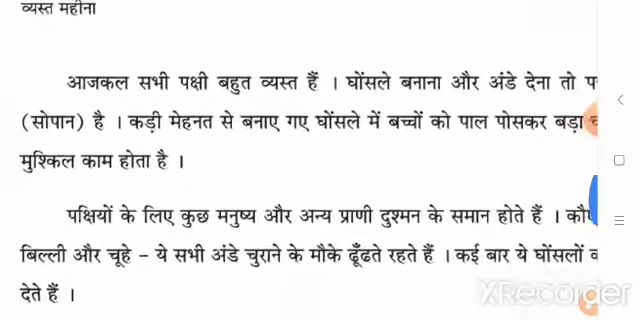 व्यस्त महीना
आजकल सभी पक्षी बहुत व्यस्त हैं । घोंसले बनाना और अंडे देना तो
(सोपान) है । कड़ी मेहनत से बनाए गए घोंसले में बच्चों को पाल पोसकर बड़ा
मुश्किल काम होता है ।
पक्षियों के लिए कुछ मनुष्य और अन्य प्राणी दुश्मन के समान होते हैं ।
बिल्ली और चूहे – ये सभी अंडे चुराने के मौके ढूँढते रहते हैं । कई बार ये घोंसलों
देते हैं ।
XRecorder